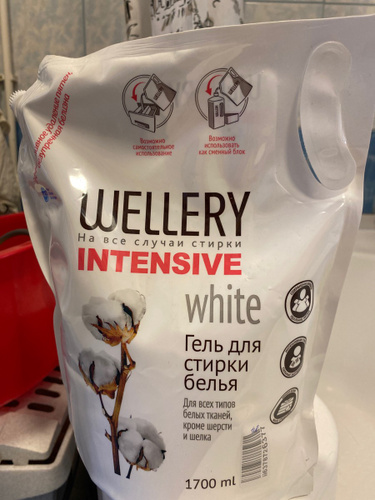 Возможно
самостоятельное
использование
Возможно
использовать
как сменный блок
WELLERY
На все случаи стирки
INTENSIVE
white
Гель для
стирки
белья
Для всех типов
белых тканей,
кроме шерсти
и шелка
1700 ml